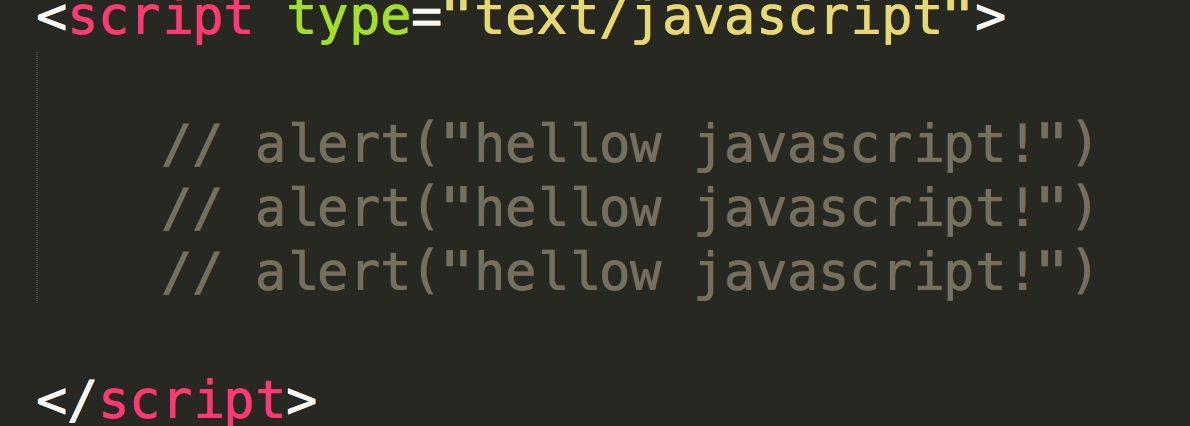 <script type="text/javascript">
// alert("hellow javascript!")
// alert("hellow javascript!")
// alert("hellow javascript!")
</script>